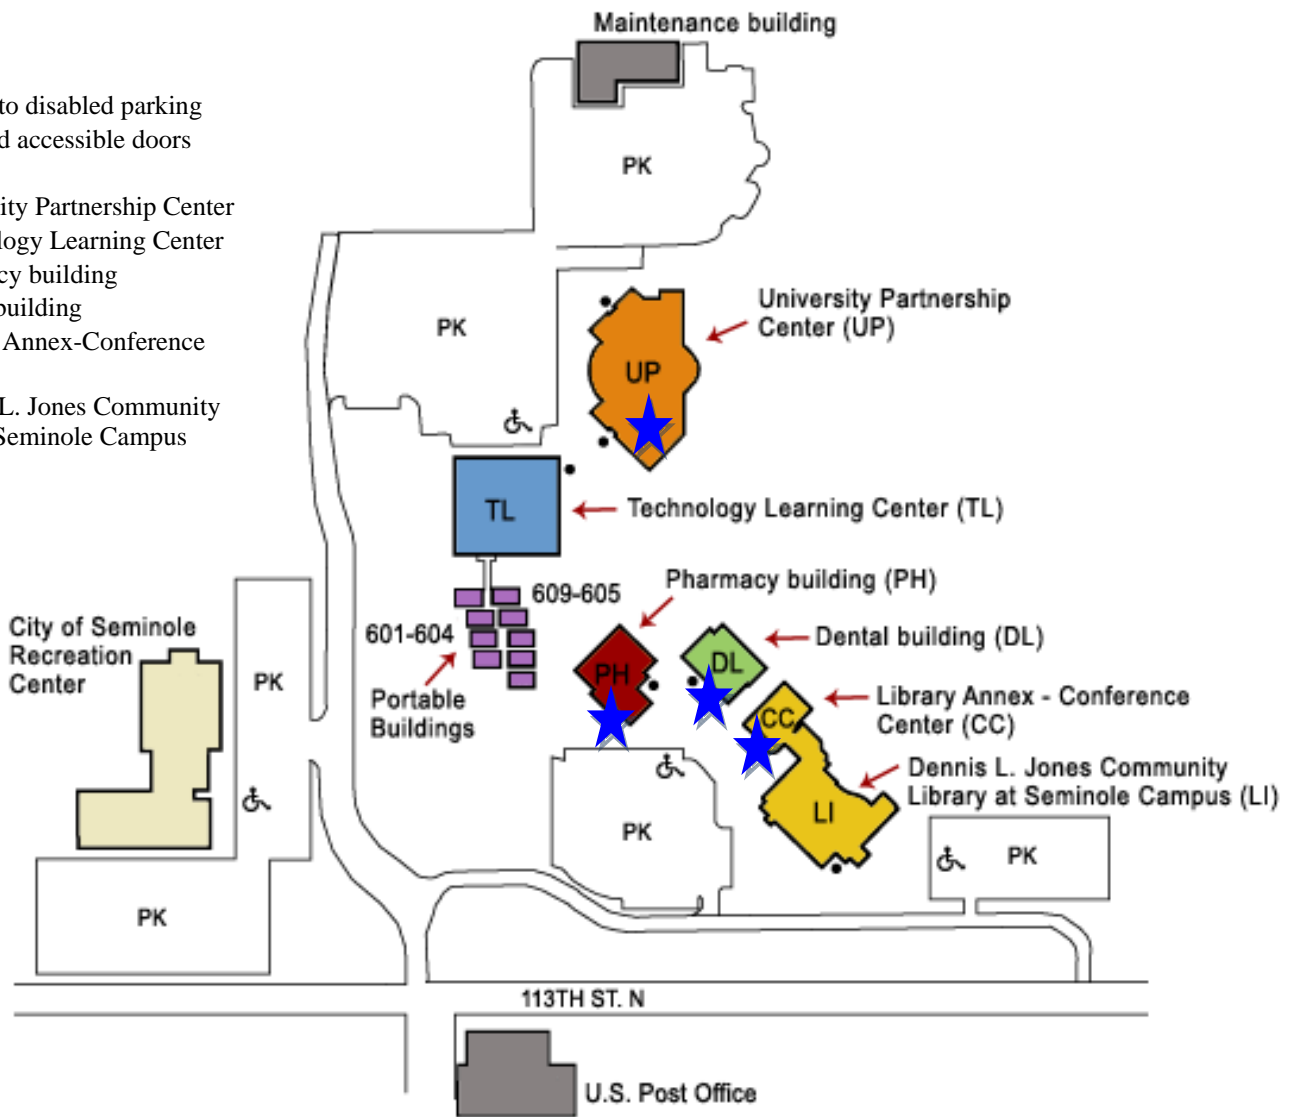 Maintenance building
to disabled parking
d accessible doors
ity Partnership Center
logy Learning Center
cy building
building
Annex-Conference
L. Jones Community
Seminole Campus
PK
PK
University Partnership
Center (UP)
UP
TL
Technology Learning Center (TL)
609-605
601-604
Portable
Buildings
Pharmacy building (PH)
PH
Dental building (DL)
DL
Library Annex - Conference
Center (CC)
CC
Dennis L. Jones Community
Library at Seminole Campus (LI)
LI
City of Seminole
Recreation
Center
PK
PK
PK
PK
113TH ST. N
U.S. Post Office